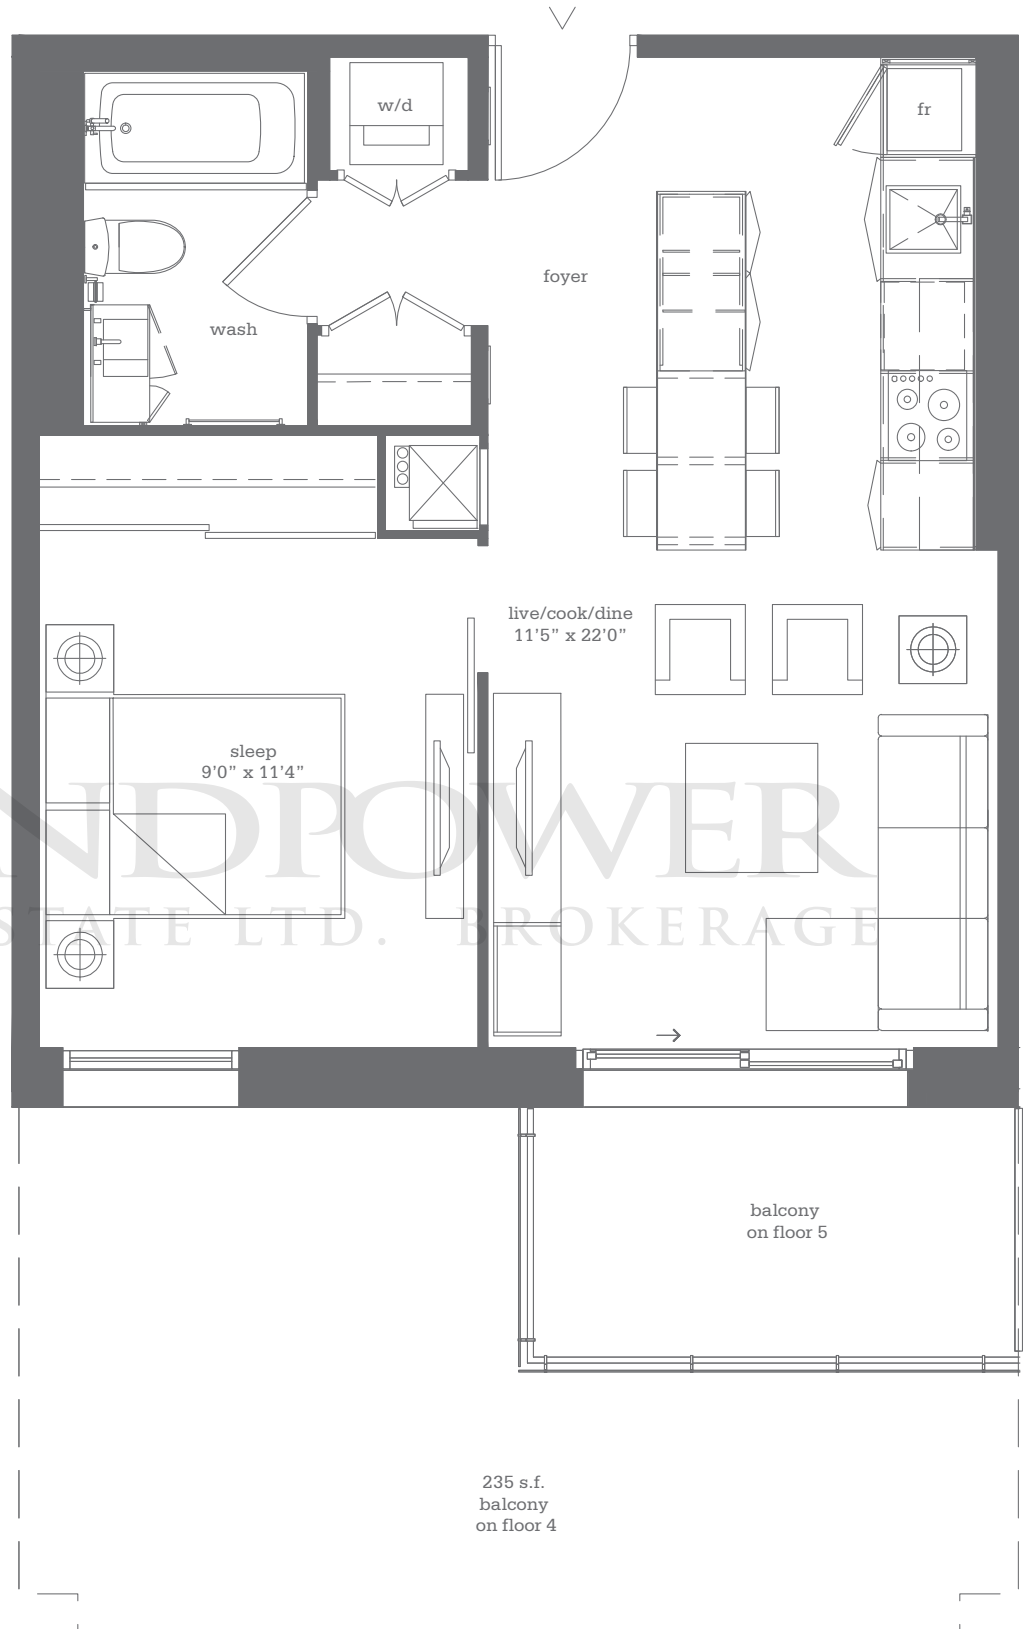 w/d
fr
foyer
wash
live/cook/dine
11'5" x 22'0"
sleep
9'0" x 11'4"
NDPOWER
STATE LTD. BROKERAGE
balcony
on floor 5
235 s.f.
balcony
on floor 4